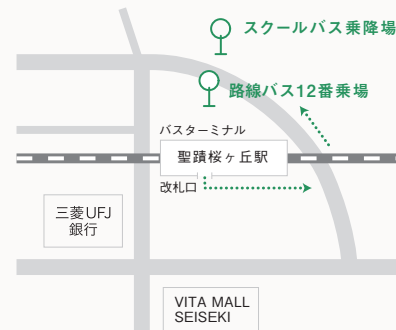 スクールバス乗降場
路線バス12番乗場
バスターミナル
聖蹟桜ヶ丘駅
改札口
三菱UFJ
銀行
VITA MALL
SEISEKI